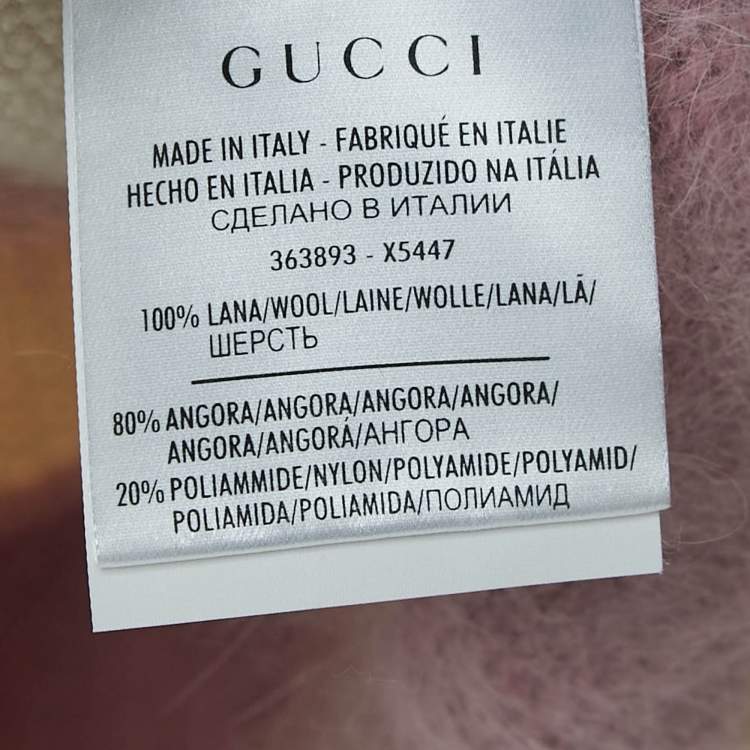 GUCCI
MADE IN ITALY - FABRIQUÉ EN ITALIE
HECHO EN ITALIA - PRODUZIDO NA ITÁLIA
СДЕЛАНО В ИТАЛИИ
363893 - X5447
100% LANA/WOOL/LAINE/WOLLE/LANA/LÃ/
ШЕРСТЬ
80% ANGORA/ANGORA/ANGORA/ANGORA/
ANGORA/ANGORÁ/АНГОРА
20% POLIAMMIDE/NYLON/POLYAMIDE/POLYAMID/
POLIAMIDA/POLIAMIDA/ПОЛИАМИД